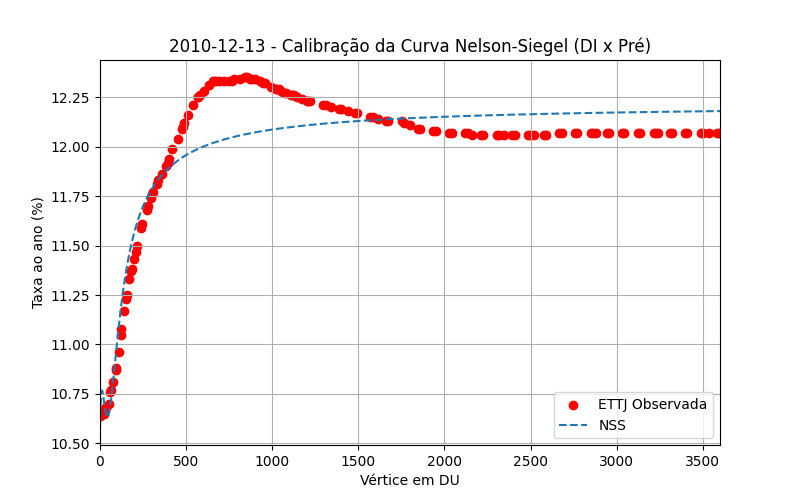 2010-12-13 - Calibração da Curva Nelson-Siegel (DI x Pré)
Taxa ao ano (%)
12.25
12.00
11.75
11.50
11.25
11.00
10.75
10.50
0 500 1000 1500 2000 2500 3000 3500
Vértice em DU
ETTJ Observada
NSS